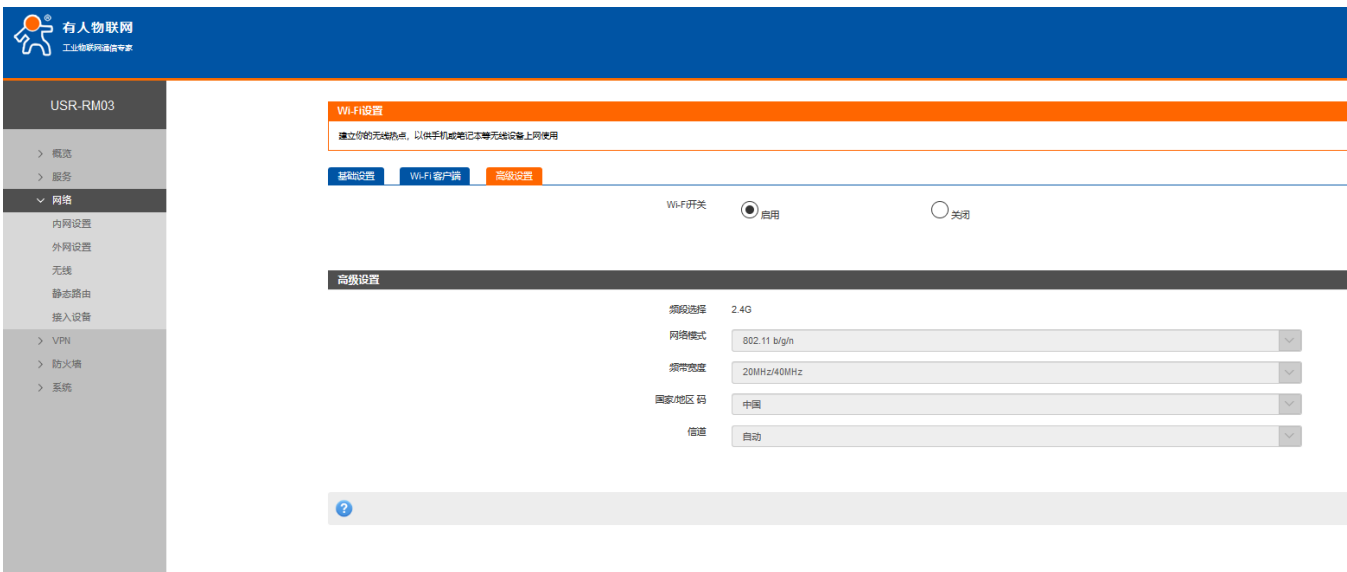 有人物联网
工业物联网通信专家
USR-RM03
概览
服务
网络
内网设置
外网设置
无线
静态路由
接入设备
VPN
防火墙
系统
Wi-Fi设置
建立你的无线热点，以供手机或笔记本等无线设备上网使用
基础设置 Wi-Fi 客户端 高级设置
Wi-Fi开关 启用 关闭
高级设置
频段选择 2.4G
网络模式 802.11 b/g/n
频带宽度 20MHz/40MHz
国家/地区 码 中国
信道 自动